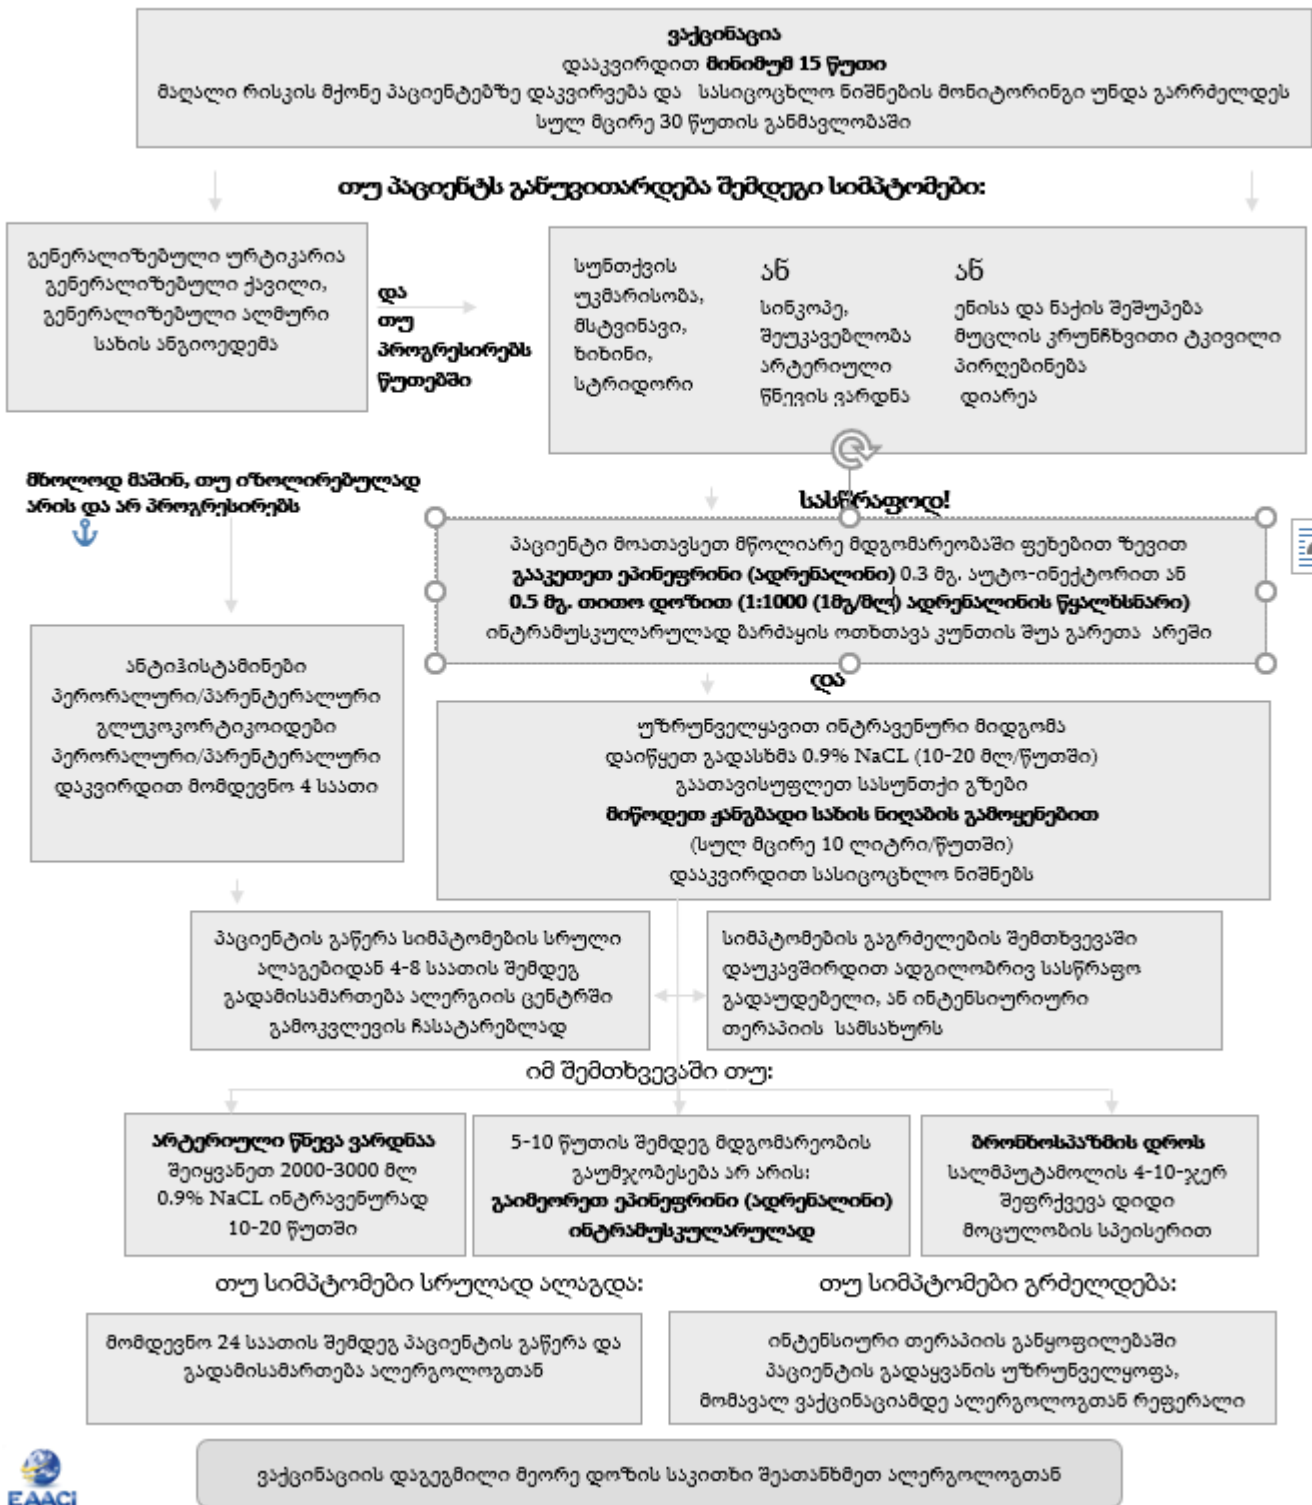 ვაქცინაცია
დააკვირდით მინიმუმ 15 წუთი
მაღალი რისკის მქონე პაციენტებზე დაკვირვება და სასიცოცხლო ნიშნების მონიტორინგი უნდა გარრძელდეს
სულ მცირე 30 წუთის განმავლობაში
თუ პაციენტს განუვითარდება შემდეგი სიმპტომები:
გენერალიზებული ურტიკარია
გენერალიზებული ქავილი,
გენერალიზებული ალმური
სახის ანგიოედემა
და
თუ
პროგრესირებს
წუთებში
სუნთქვის
უკმარისობა,
მსტვინავი,
ხიხინი,
სტრიდორი
ან
სინკოპე,
შეუკავებლობა
არტერიული
წნევის ვარდნა
ან
ენისა და ნაქის შეშუპება
მუცლის კრუნჩხვითი ტკივილი
პირღებინება
დიარეა
მხოლოდ მაშინ, თუ იზოლირებულად
არის და არ პროგრესირებს
სასწრაფოდ!
პაციენტი მოათავსეთ მწოლიარე მდგომარეობაში ფეხებით ზევით
გააკეთეთ ეპინეფრინი (ადრენალინი) 0.3 მგ. აუტო-ინექტორით ან
0.5 მგ. თითო დოზით (1:1000 (1მგ/მლ) ადრენალინის წყალხსნარი)
ინტრამუსკულარულად ბარძაყის ოთხთავა კუნთის შუა გარეთა არეში
ანტიჰისტამინები
პერორალური/პარენტერალური
გლუკოკორტიკოიდები
პერორალური/პარენტერალური
დაკვირდით მომდევნო 4 საათი
და
უზრუნველყავით ინტრავენური მიდგომა
დაიწყეთ გადასხმა 0.9% NaCL (10-20 მლ/წუთში)
გაათავისუფლეთ სასუნთქი გზები
მიწოდეთ ჟანგბადი სახის ნიღაბის გამოყენებით
(სულ მცირე 10 ლიტრი/წუთში)
დააკვირდით სასიცოცხლო ნიშნებს
პაციენტის გაწერა სიმპტომების სრული
ალაგებიდან 4-8 საათის შემდეგ
გადამისამართება ალერგიის ცენტრში
გამოკვლევის ჩასატარებლად
სიმპტომების გაგრძელების შემთხვევაში
დაუკავშირდით ადგილობრივ სასწრაფო
გადაუდებელი, ან ინტენსიურიური
თერაპიის სამსახურს
იმ შემთხვევაში თუ:
არტერიული წნევა ვარდნაა
შეიყვანეთ 2000-3000 მლ
0.9% NaCL ინტრავენურად
10-20 წუთში
5-10 წუთის შემდეგ მდგომარეობის
გაუმჯობესება არ არის:
გაიმეორეთ ეპინეფრინი (ადრენალინი)
ინტრამუსკულარულად
ბრონხოსპაზმის დროს
სალმპუტამოლის 4-10-ჯერ
შეფრქვევა დიდი
მოცულობის სპეისერით
თუ სიმპტომები სრულად ალაგდა:
თუ სიმპტომები გრძელდება:
მომდევნო 24 საათის შემდეგ პაციენტის გაწერა და
გადამისამართება ალერგოლოგთან
ინტენსიური თერაპიის განყოფილებაში
პაციენტის გადაყვანის უზრუნველყოფა,
მომავალ ვაქცინაციამდე ალერგოლოგთან რეფერალი
ვაქცინაციის დაგეგმილი მეორე დოზის საკითხი შეათანხმეთ ალერგოლოგთან
EAACI